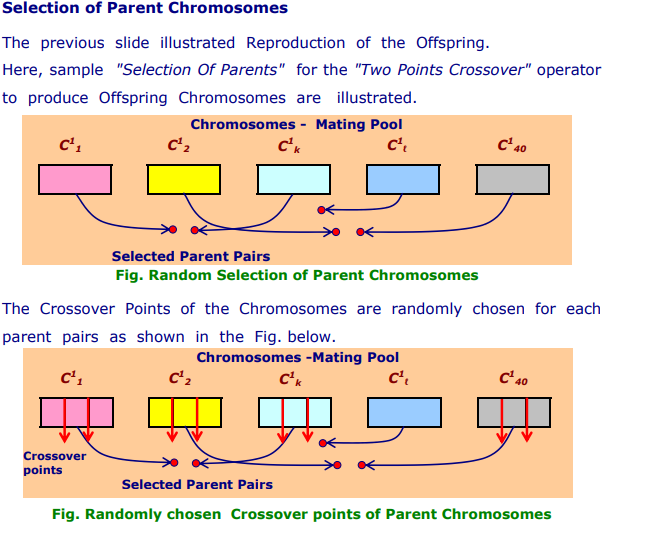 Selection of Parent Chromosomes
The previous slide illustrated Reproduction of the Offspring.
Here, sample "Selection Of Parents" for the "Two Points Crossover" operator
to produce Offspring Chromosomes are illustrated.
Chromosomes - Mating Pool
C¹₁ C¹₂ C¹ₖ C¹ₜ C¹₄₀
Selected Parent Pairs
Fig. Random Selection of Parent Chromosomes
The Crossover Points of the Chromosomes are randomly chosen for each
parent pairs as shown in the Fig. below.
Chromosomes -Mating Pool
C¹₁ C¹₂ C¹ₖ C¹ₜ C¹₄₀
Crossover
points
Selected Parent Pairs
Fig. Randomly chosen Crossover points of Parent Chromosomes